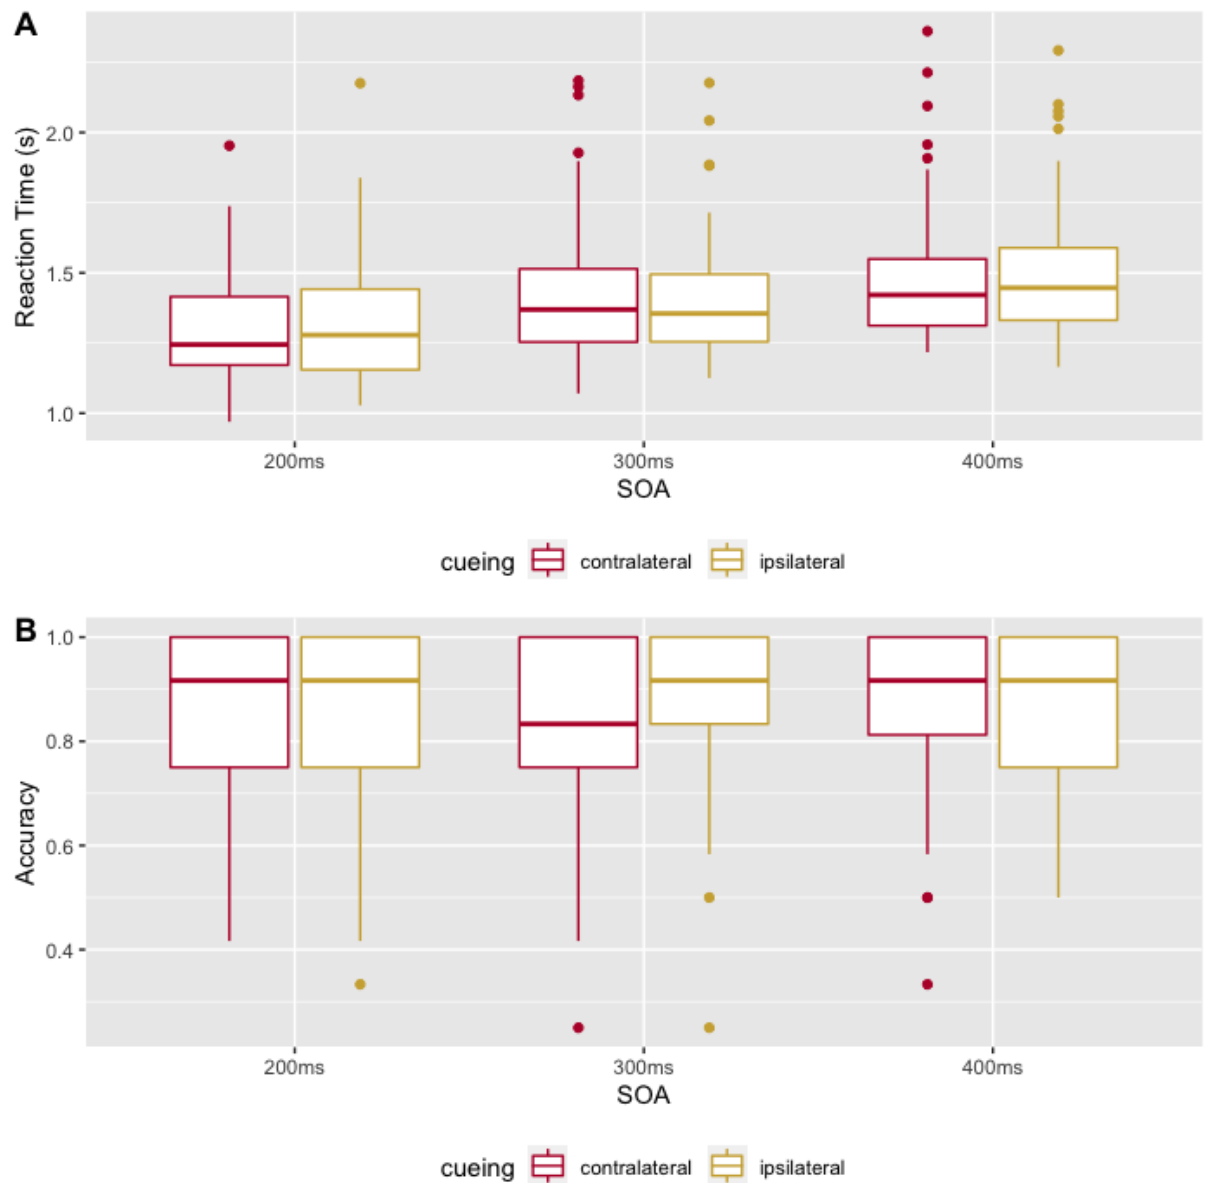 A
Reaction Time (s)
2.0
1.5
1.0
200ms 300ms 400ms
SOA
cueing contralateral ipsilateral
B
Accuracy
1.0
0.8
0.6
0.4
200ms 300ms 400ms
SOA
cueing contralateral ipsilateral